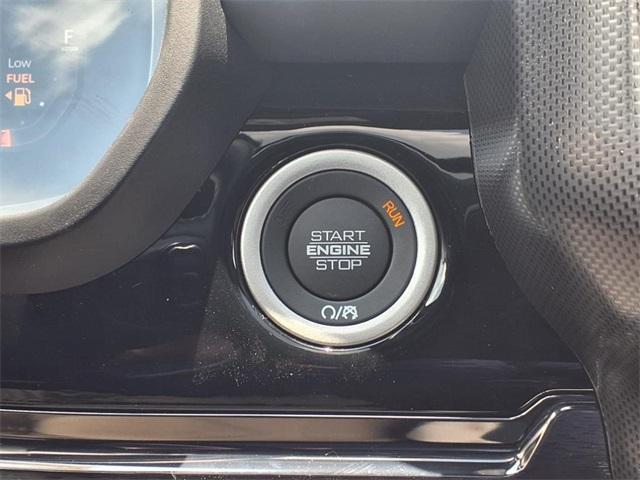 F
Low
FUEL
RUN
START
ENGINE
STOP